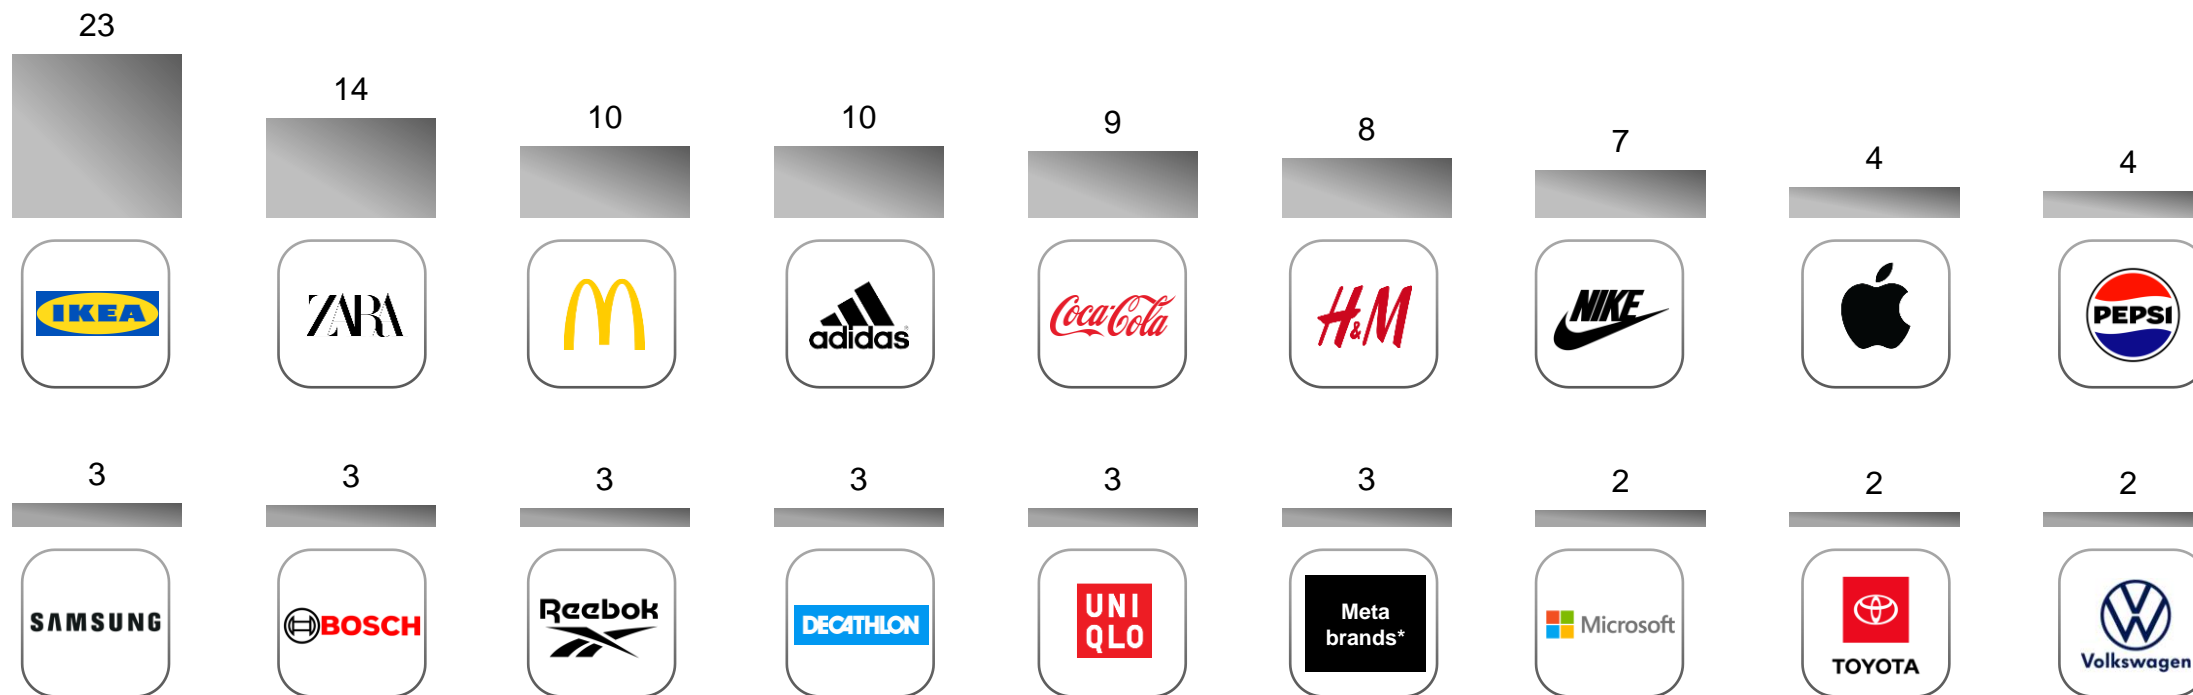 23
14
10
10
9
8
7
4
4
IKEA
ZARA
adidas
Coca-Cola
H&M
NIKE
PEPSI
3
3
3
3
3
3
2
2
2
SAMSUNG
BOSCH
Reebok
DECATHLON
UNI
QLO
Meta
brands*
Microsoft
TOYOTA
Volkswagen